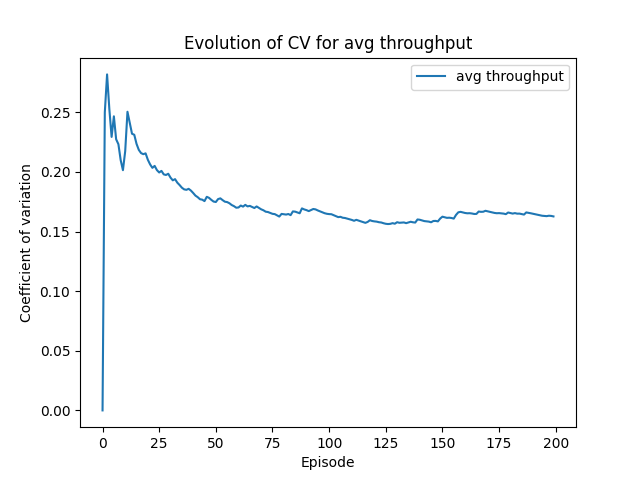 Evolution of CV for avg throughput
avg throughput
Coefficient of variation
0.25
0.20
0.15
0.10
0.05
0.00
0 25 50 75 100 125 150 175 200
Episode